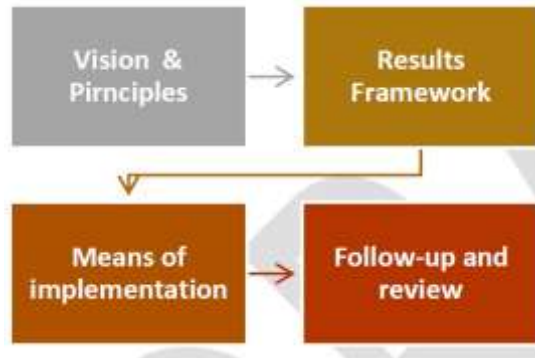 Vision &
Pirnciples
Results
Framework
Means of
implementation
Follow-up and
review